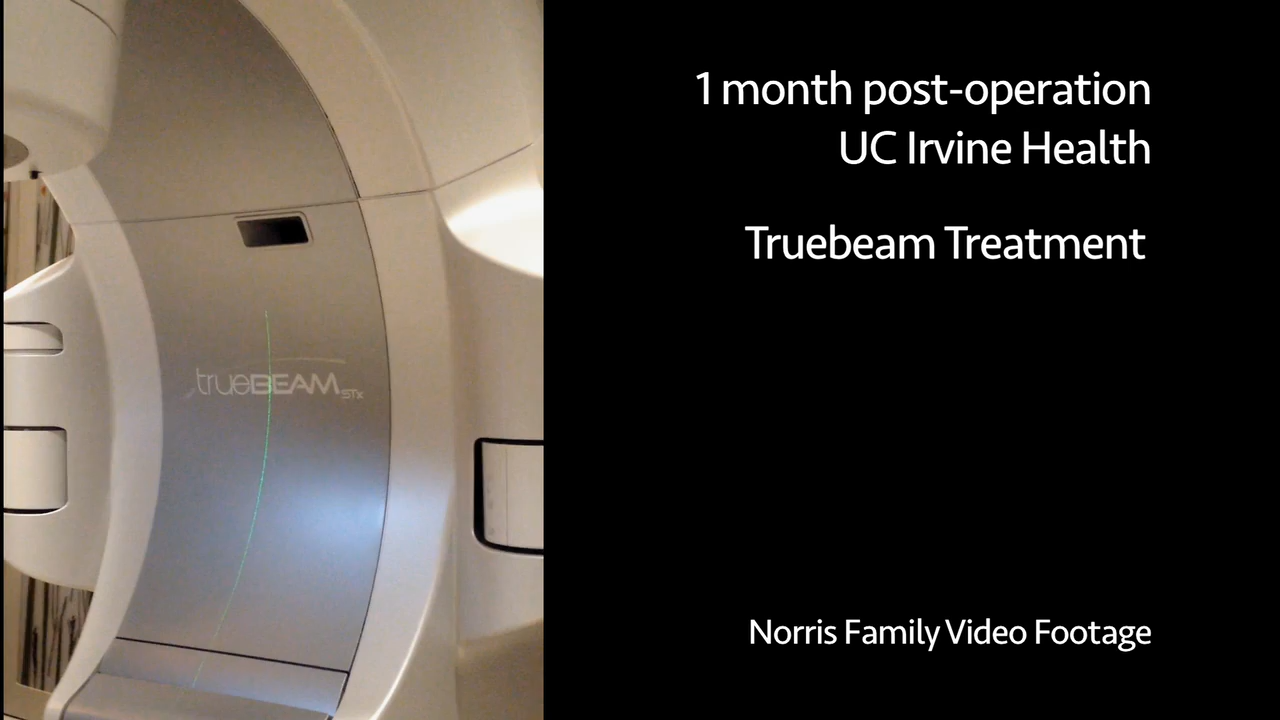 1 month post-operation
UC Irvine Health
Truebeam Treatment
trueBEAM STx
Norris Family Video Footage